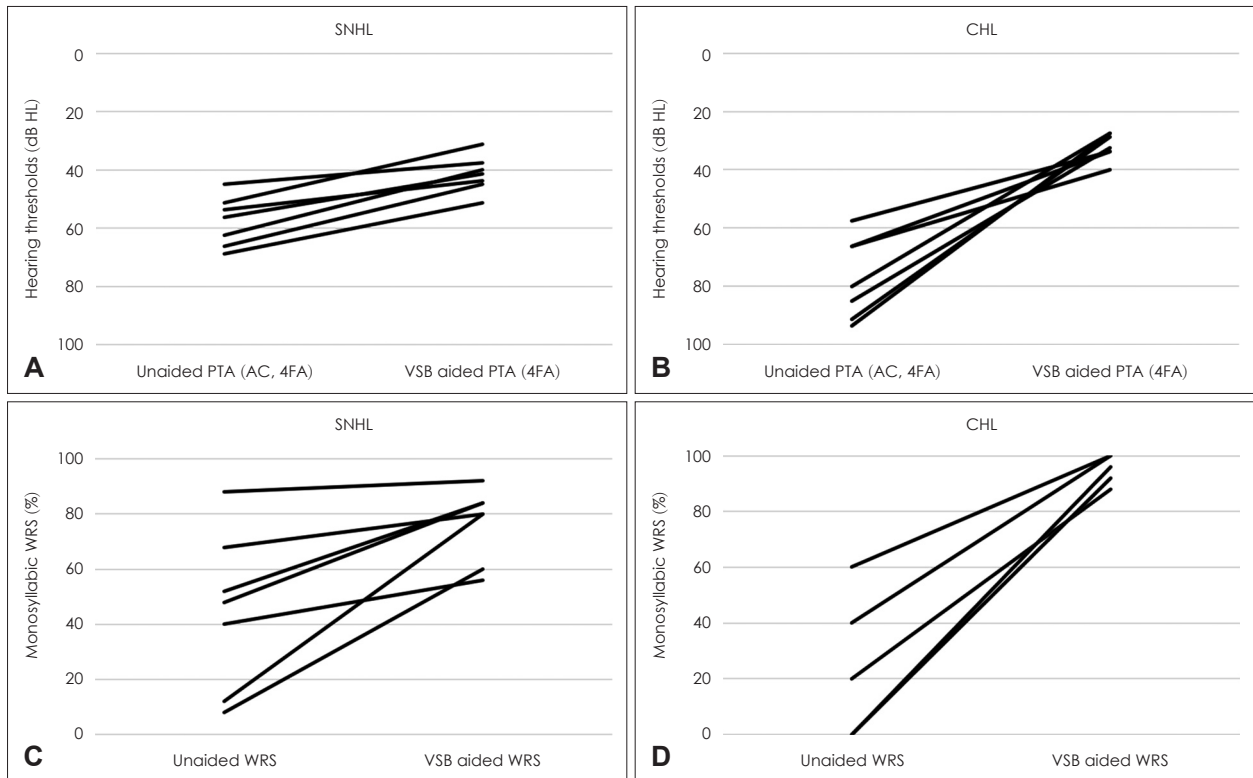 SNHL
0
20
40
60
80
100
Hearing thresholds (dB HL)
A
Unaided PTA (AC, 4FA)
VSB aided PTA (4FA)
CHL
0
20
40
60
80
100
Hearing thresholds (dB HL)
B
Unaided PTA (AC, 4FA)
VSB aided PTA (4FA)
SNHL
100
80
60
40
20
0
Monosyllabic WRS (%)
C
Unaided WRS
VSB aided WRS
CHL
100
80
60
40
20
0
Monosyllabic WRS (%)
D
Unaided WRS
VSB aided WRS